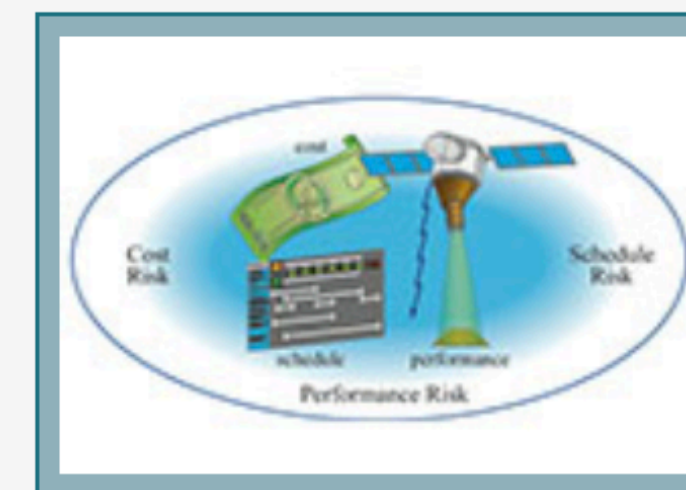 cost
Cost
Risk
Schedule
Risk
schedule
performance
Performance Risk